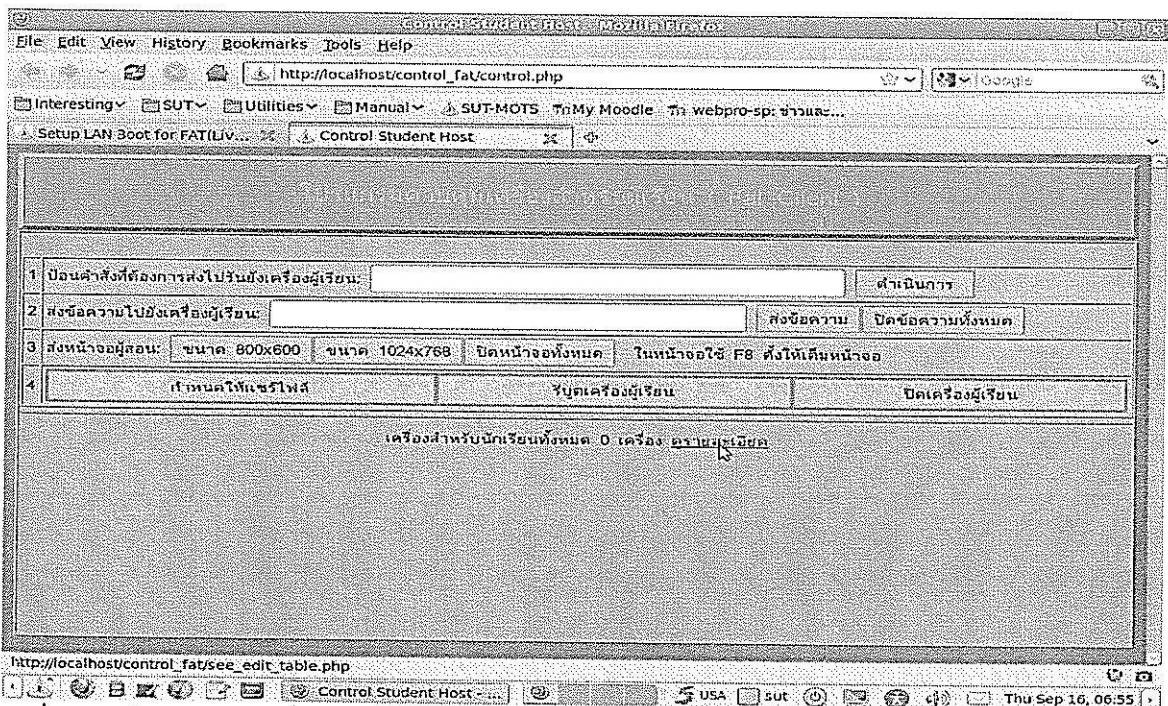 Control Student Host - Mozilla Firefox
File Edit View History Bookmarks Tools Help
http://localhost/control_fat/control.php Google
Interesting SUT Utilities Manual SUT-MOTS My Moodle webpro-sp: ข่าวและ...
Setup LAN Boot for FAT(Liv... Control Student Host
1 ป้อนคำสั่งที่ต้องการส่งไปรันยังเครื่องผู้เรียน: ดำเนินการ
2 ส่งข้อความไปยังเครื่องผู้เรียน: ส่งข้อความ ปิดข้อความทั้งหมด
3 ส่งหน้าจอผู้สอน: ขนาด 800x600 ขนาด 1024x768 ปิดหน้าจอทั้งหมด ในหน้าจอใช้ F8 ตั้งให้เต็มหน้าจอ
4 กำหนดให้แชร์ไฟล์ รีบูตเครื่องผู้เรียน ปิดเครื่องผู้เรียน
เครื่องสำหรับนักเรียนทั้งหมด 0 เครื่อง ดูรายละเอียด
http://localhost/control_fat/see_edit_table.php
Control Student Host - ... USA sut Thu Sep 16, 06:55